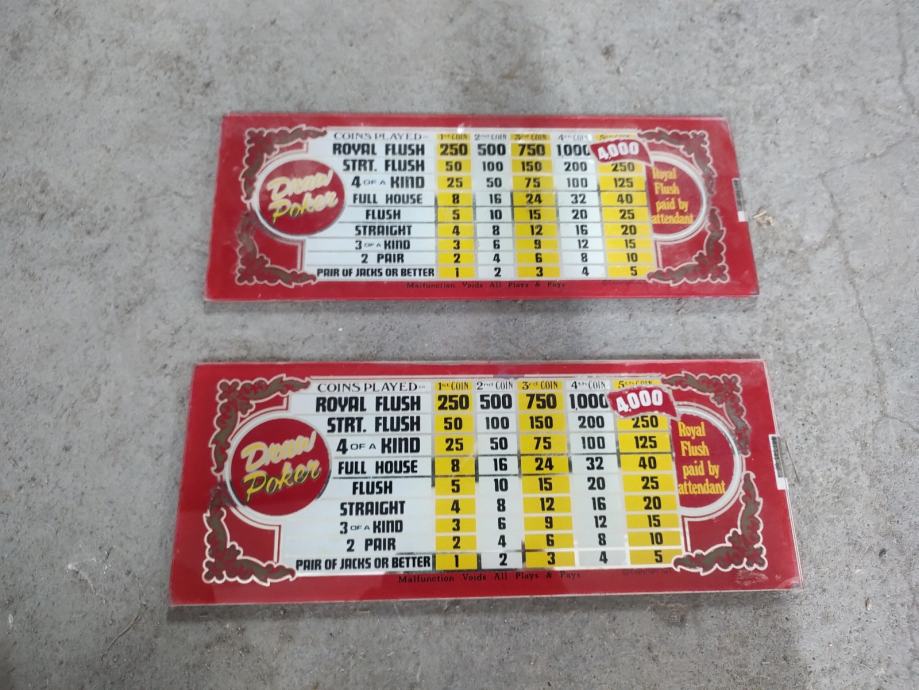 COINS PLAYED 1st COIN 2nd COIN 3rd COIN 4th COIN
ROYAL FLUSH 250 500 750 1000 4,000
STRT. FLUSH 50 100 150 200 250
4 OF A KIND 25 50 75 100 125
FULL HOUSE 8 16 24 32 40
FLUSH 5 10 15 20 25
STRAIGHT 4 8 12 16 20
3 OF A KIND 3 6 9 12 15
2 PAIR 2 4 6 8 10
PAIR OF JACKS OR BETTER 1 2 3 4 5
Malfunction Voids All Plays & Pays
Draw
Poker
Royal
Flush
paid by
attendant
COINS PLAYED 1st COIN 2nd COIN 3rd COIN 4th COIN 5th COIN
ROYAL FLUSH 250 500 750 1000 4,000
STRT. FLUSH 50 100 150 200 250
4 OF A KIND 25 50 75 100 125
FULL HOUSE 8 16 24 32 40
FLUSH 5 10 15 20 25
STRAIGHT 4 8 12 16 20
3 OF A KIND 3 6 9 12 15
2 PAIR 2 4 6 8 10
PAIR OF JACKS OR BETTER 1 2 3 4 5
Malfunction Voids All Plays & Pays
Draw
Poker
Royal
Flush
paid by
attendant